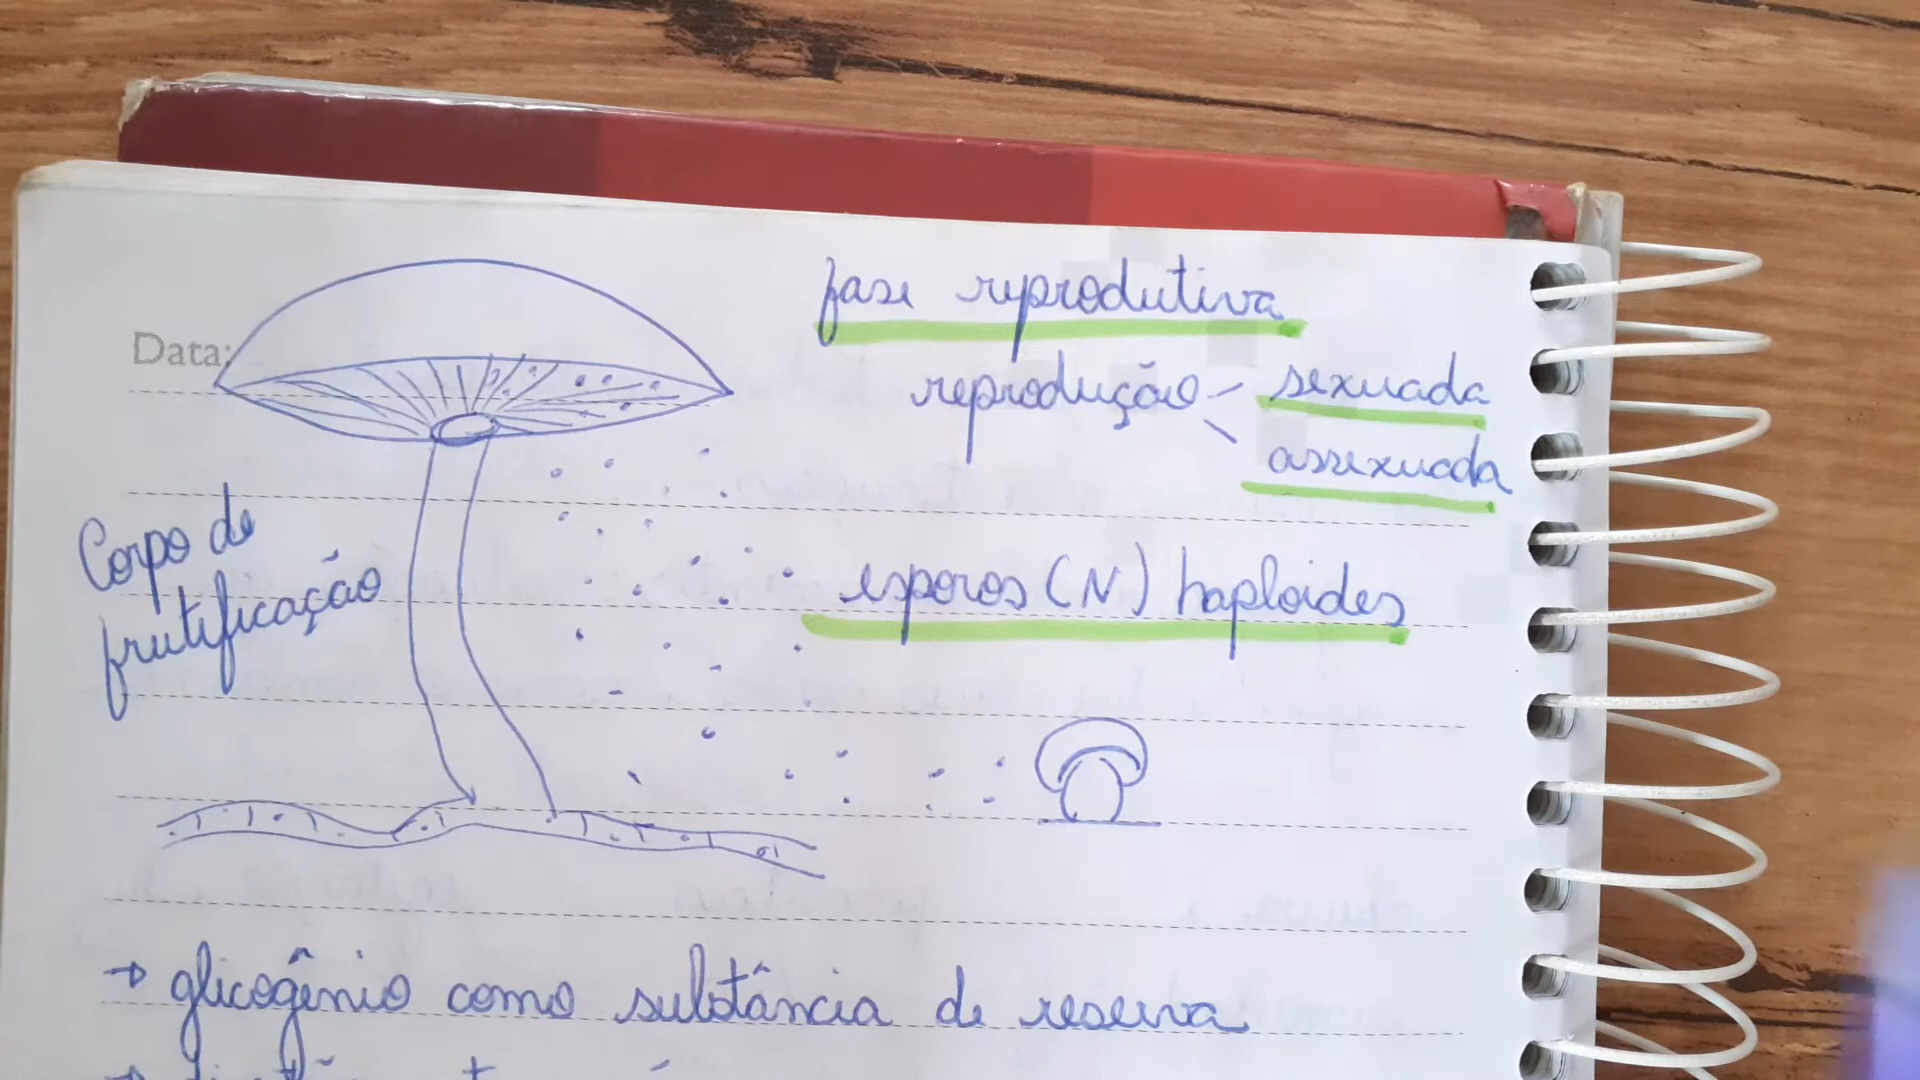 Data:
fase reprodutiva
reprodução
sexuada
assexuada
Corpo de
frutificação
esporos (N) haploides
→ glicogênio como substância de reserva